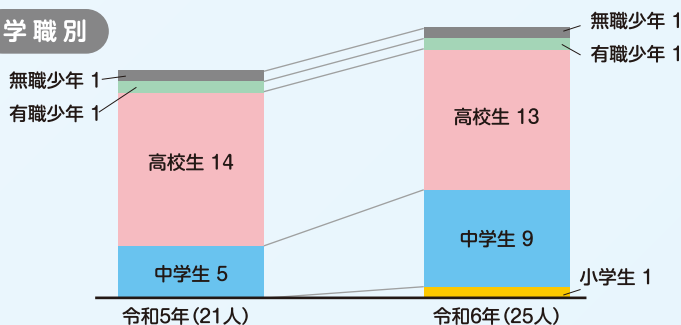 学職別
無職少年 1
有職少年 1
高校生 14
中学生 5
令和5年(21人)
無職少年 1
有職少年 1
高校生 13
中学生 9
小学生 1
令和6年(25人)